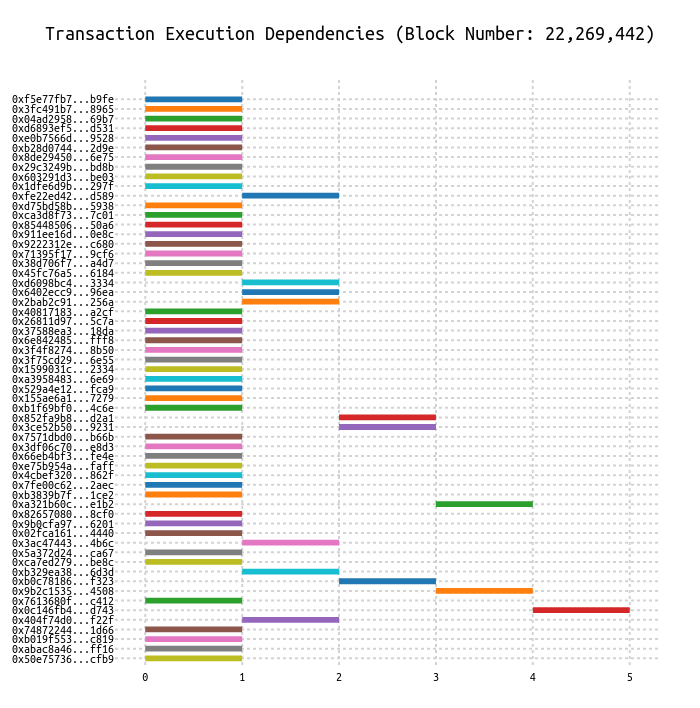 Transaction Execution Dependencies (Block Number: 22,269,442)
0xf5e77fb7...b9fe
0x3fc491b7...8965
0x04ad2958...69b7
0xd6893ef5...d531
0xe0b7566d...9528
0xb28d0744...2d9e
0x8de29450...6e75
0x29c3249b...bd8b
0x603291d3...be03
0x1dfe6d9b...297f
0xfe22ed42...d589
0xd75bd58b...5938
0xca3d8f73...7c01
0x85448506...50a6
0x911ee16d...0e8c
0x9222312e...c680
0x71395f17...9cf6
0x38d706f7...a4d7
0x45fc76a5...6184
0xd6098bc4...3334
0x6402ecc9...96ea
0x2bab2c91...256a
0x40817183...a2cf
0x26811d97...5c7a
0x37588ea3...18da
0x6e842485...fff8
0x3f4f8274...8b50
0x3f75cd29...6e55
0x1599031c...2334
0xa3958483...6e69
0x529a4e12...fca9
0x155ae6a1...7279
0xb1f69bf0...4c6e
0x852fa9b8...d2a1
0x3ce52b50...9231
0x7571dbd0...b66b
0x3df06c70...e8d3
0x66eb4bf3...fe4e
0xe75b954a...faff
0x4cbef320...862f
0x7fe00c62...2aec
0xb3839b7f...1ce2
0xa321b60c...e1b2
0x82657080...8cf0
0x9b0cfa97...6201
0x02fca161...4440
0x3ac47443...4b6c
0x5a372d24...ca67
0xca7ed279...be8c
0xb329ea38...6d3d
0xb0c78186...f323
0x9b2c1535...4508
0x7613680f...c412
0x0c146fb4...d743
0x404f74d0...f22f
0x74872244...1d66
0xb019f553...c819
0xabac8a46...ff16
0x50e75736...cfb9
0 1 2 3 4 5